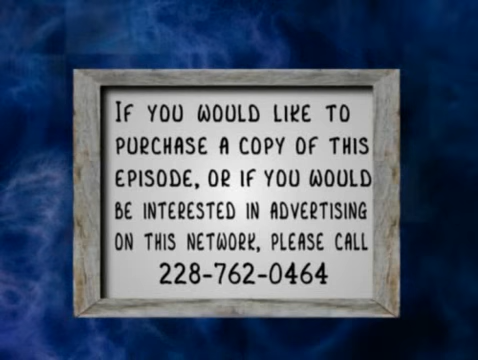 If you would like to
purchase a copy of this
episode, or if you would
be interested in advertising
on this network, please call
228-762-0464